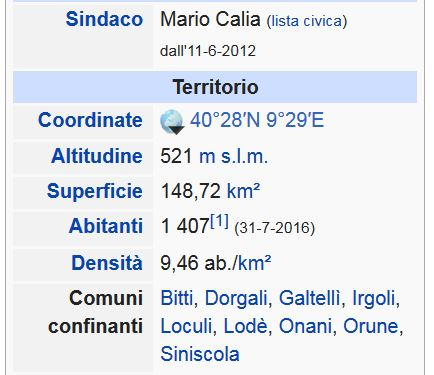 Sindaco Mario Calia (lista civica)
dall'11-6-2012
Territorio
Coordinate 40°28′N 9°29′E
Altitudine 521 m s.l.m.
Superficie 148,72 km²
Abitanti 1 407[1] (31-7-2016)
Densità 9,46 ab./km²
Comuni confinanti Bitti, Dorgali, Galtellì, Irgoli,
Loculi, Lodè, Onani, Orune,
Siniscola